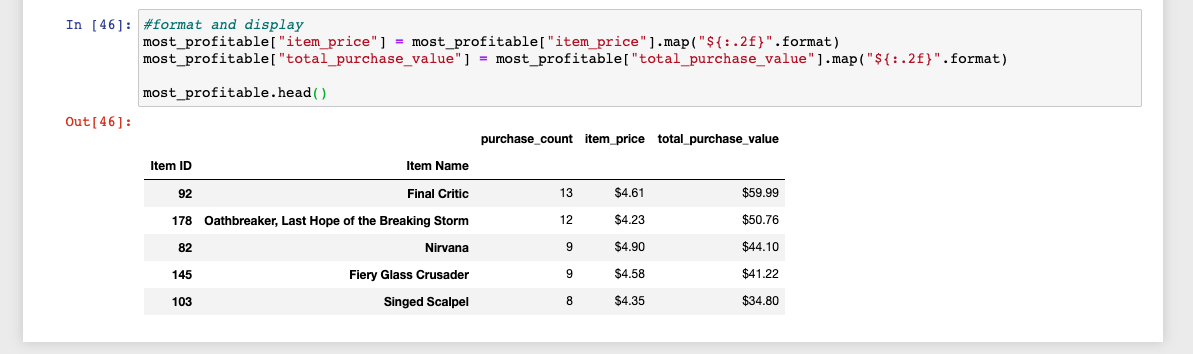 In [46]: #format and display
most_profitable["item_price"] = most_profitable["item_price"].map("${:.2f}".format)
most_profitable["total_purchase_value"] = most_profitable["total_purchase_value"].map("${:.2f}".format)
most_profitable.head()
Out[46]:
purchase_count item_price total_purchase_value
Item ID Item Name
92 Final Critic 13 $4.61 $59.99
178 Oathbreaker, Last Hope of the Breaking Storm 12 $4.23 $50.76
82 Nirvana 9 $4.90 $44.10
145 Fiery Glass Crusader 9 $4.58 $41.22
103 Singed Scalpel 8 $4.35 $34.80